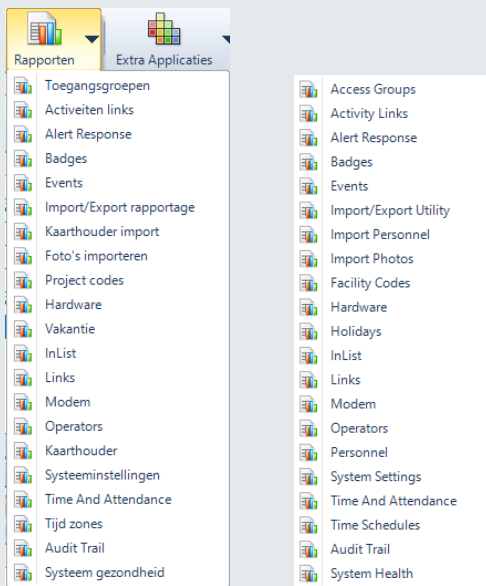 Rapporten
Extra Applicaties
Toegangsgroepen
Activeiten links
Alert Response
Badges
Events
Import/Export rapportage
Kaarthouder import
Foto's importeren
Project codes
Hardware
Vakantie
InList
Links
Modem
Operators
Kaarthouder
Systeeminstellingen
Time And Attendance
Tijd zones
Audit Trail
Systeem gezondheid
Access Groups
Activity Links
Alert Response
Badges
Events
Import/Export Utility
Import Personnel
Import Photos
Facility Codes
Hardware
Holidays
InList
Links
Modem
Operators
Personnel
System Settings
Time And Attendance
Time Schedules
Audit Trail
System Health